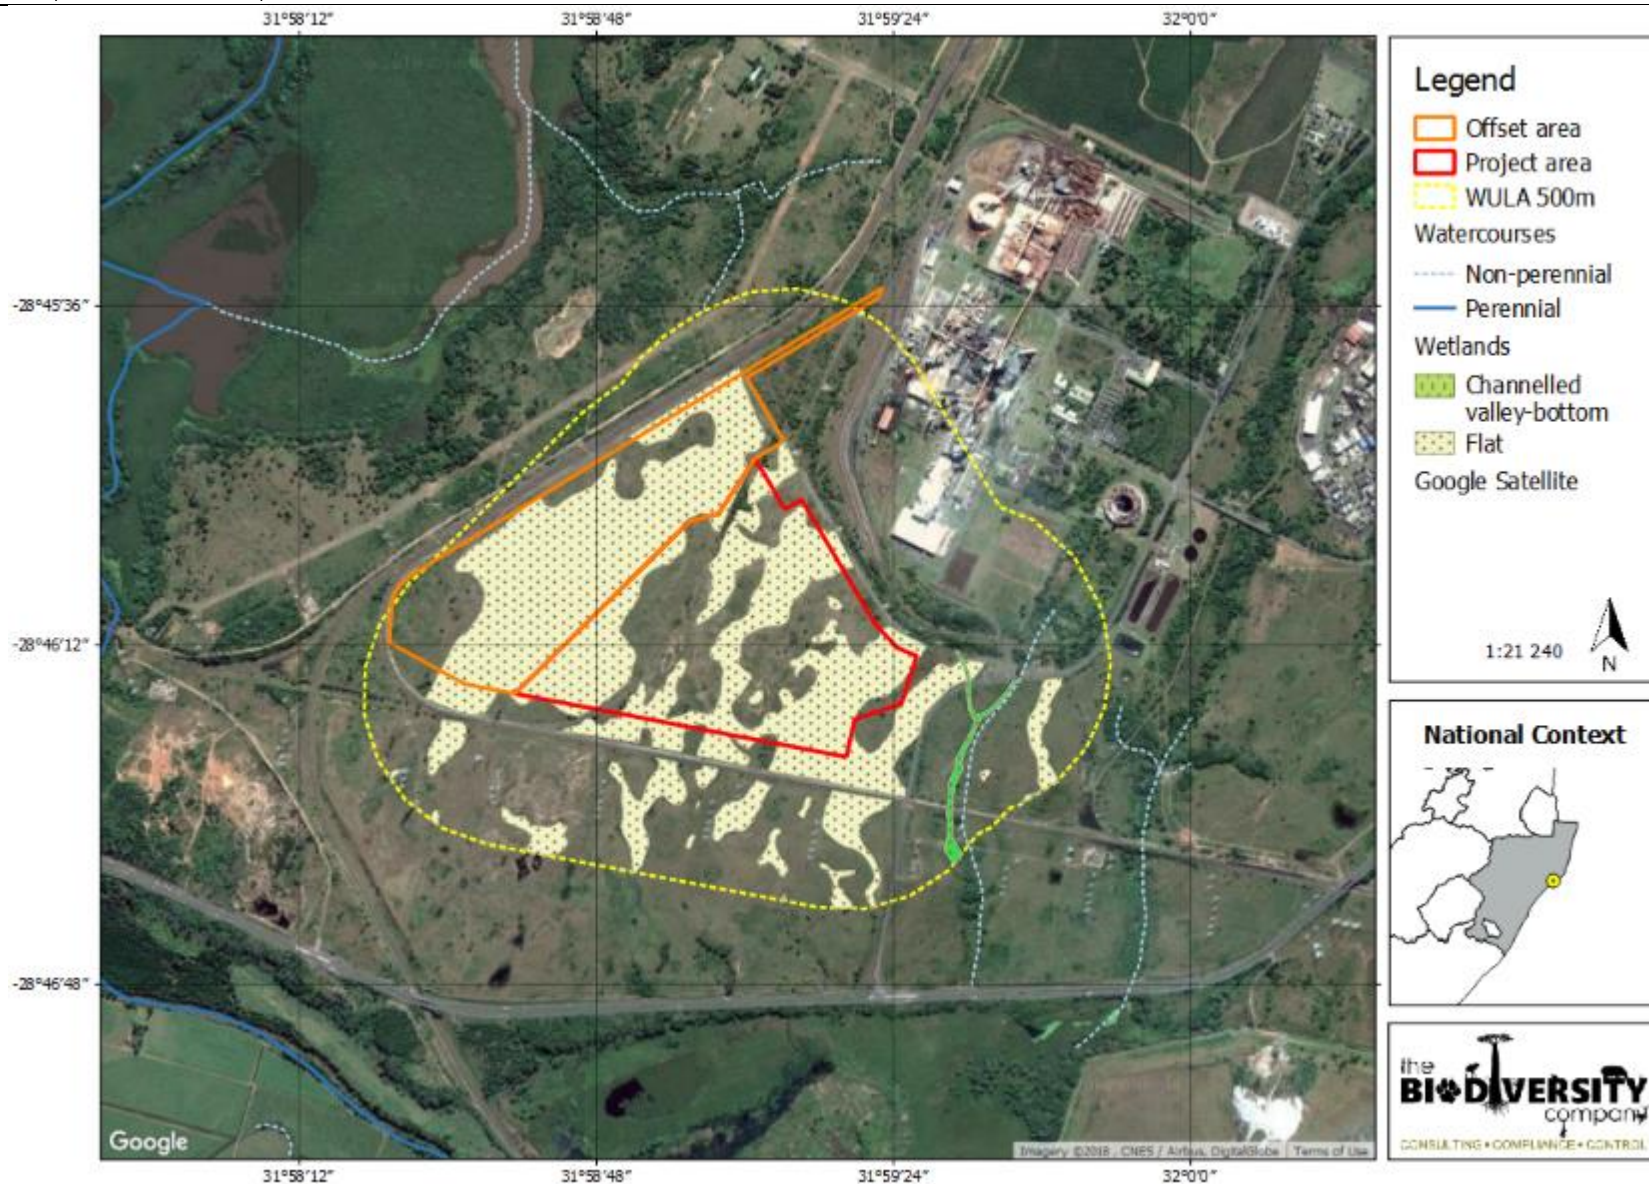 31°58'12" 31°58'48" 31°59'24" 32°0'0"
-28°45'36"
-28°46'12"
-28°46'48"
Google
Imagery ©2018 , CNES / Airbus, DigitalGlobe Terms of Use
31°58'12" 31°58'48" 31°59'24" 32°0'0"
Legend
Offset area
Project area
WULA 500m
Watercourses
Non-perennial
Perennial
Wetlands
Channelled
valley-bottom
Flat
Google Satellite
1:21 240
N
National Context
the
BIODIVERSITY
company
CONSULTING • COMPLIANCE • CONTROL